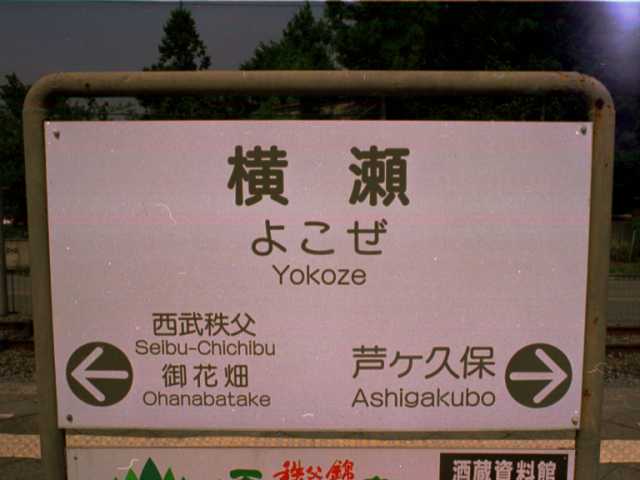 横瀬
よこぜ
Yokoze
西武秩父
Seibu-Chichibu
御花畑
Ohanabatake
芦ヶ久保
Ashigakubo
秩父錦
酒蔵資料館